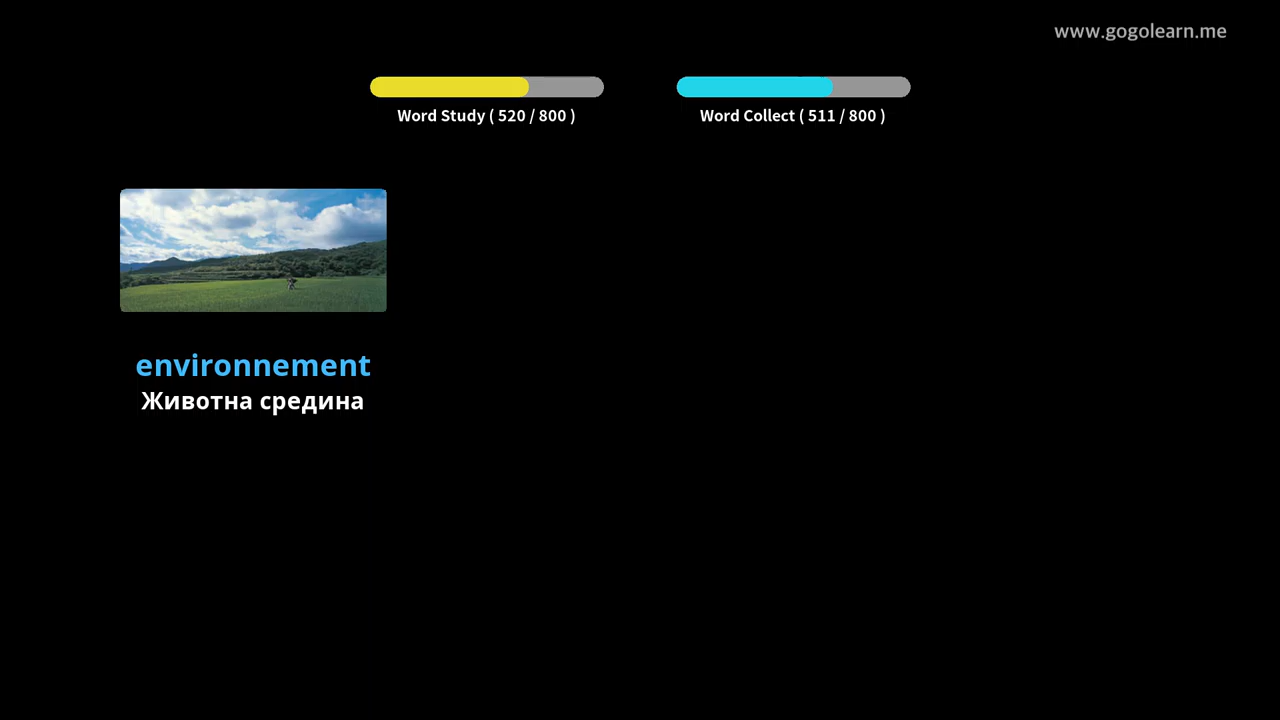 www.gogolearn.me
Word Study ( 520 / 800 )
Word Collect ( 511 / 800 )
environnement
Животна средина